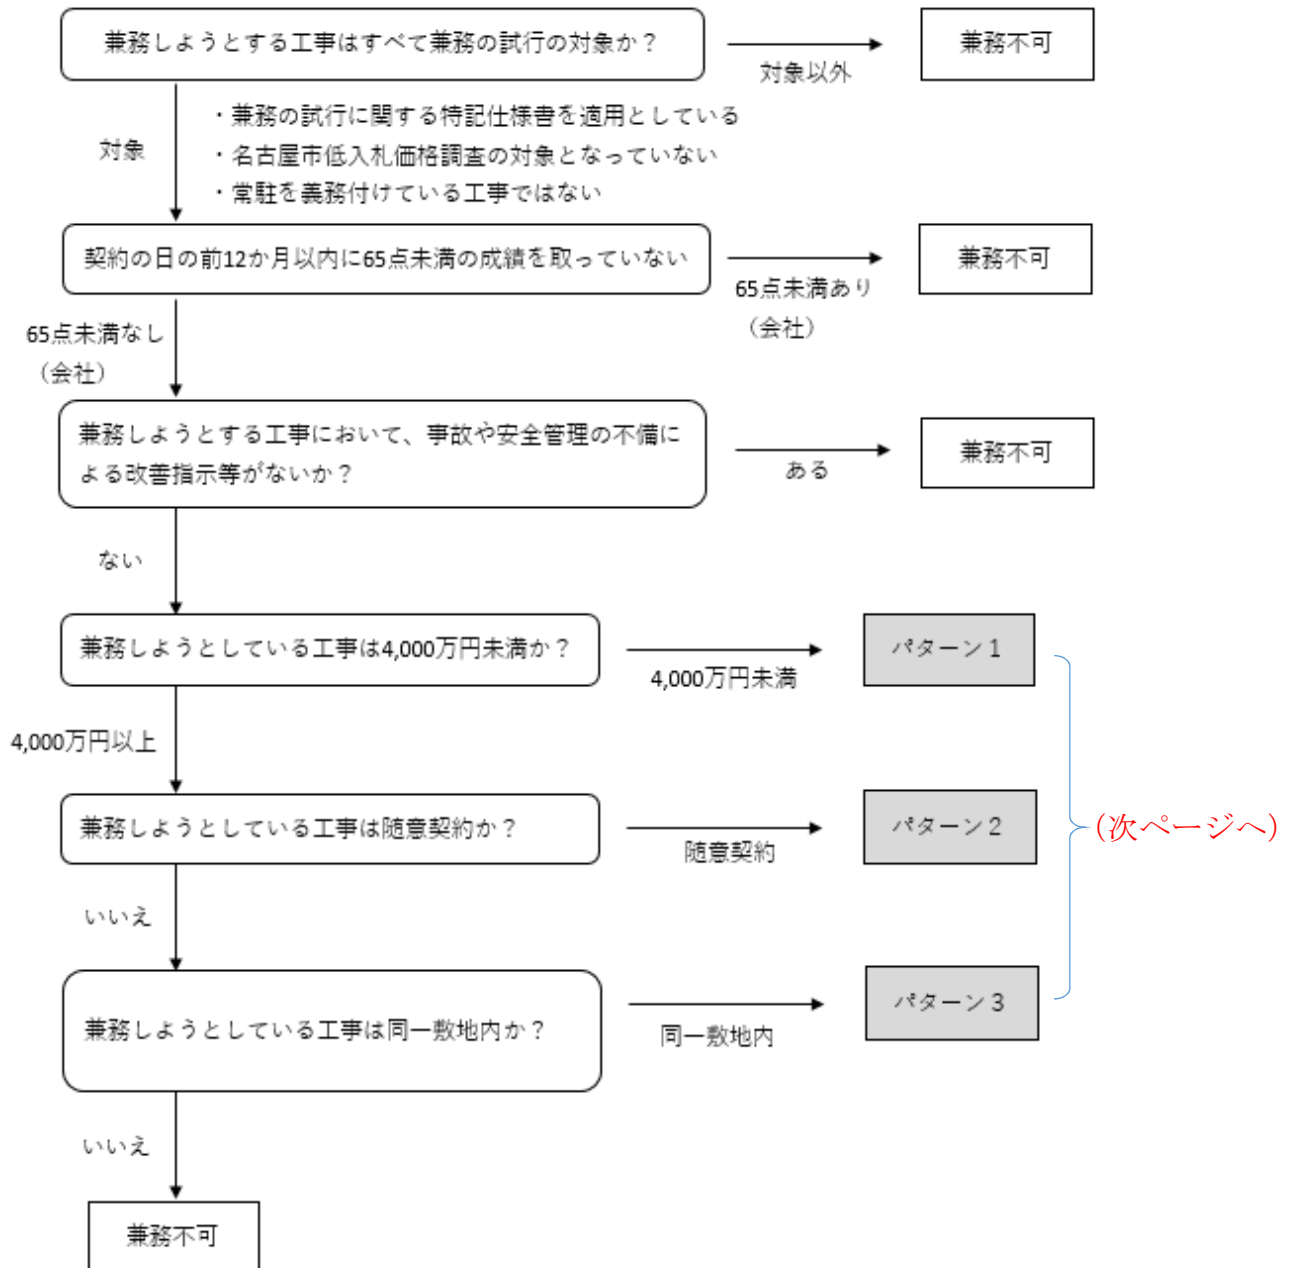 兼務しようとする工事はすべて兼務の試行の対象か？
兼務不可
対象以外
・兼務の試行に関する特記仕様書を適用としている
対象
・名古屋市低入札価格調査の対象となっていない
・常駐を義務付けている工事ではない
契約の日の前12か月以内に65点未満の成績を取っていない
兼務不可
65点未満あり
（会社）
65点未満なし
（会社）
兼務しようとする工事において、事故や安全管理の不備に
よる改善指示等がないか？
兼務不可
ある
ない
兼務しようとしている工事は4,000万円未満か？
パターン１
4,000万円未満
4,000万円以上
兼務しようとしている工事は随意契約か？
パターン２
(次ページへ)
随意契約
いいえ
兼務しようとしている工事は同一敷地内か？
パターン３
同一敷地内
いいえ
兼務不可